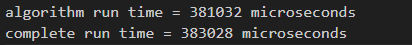 algorithm run time = 381032 microseconds
complete run time = 383028 microseconds